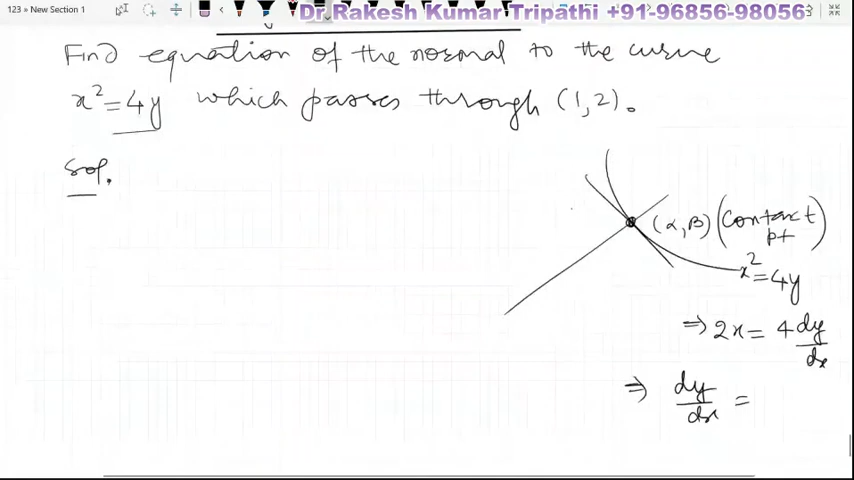 123 » New Section 1
Dr.Rakesh Kumar Tripathi +91-96856-98056
Find equation of the normal to the curve
x² = 4y which passes through (1, 2).
Sol.
(α, β) (Contact pt)
x² = 4y
⇒ 2x = 4 dy/dx
⇒ dy/dx =